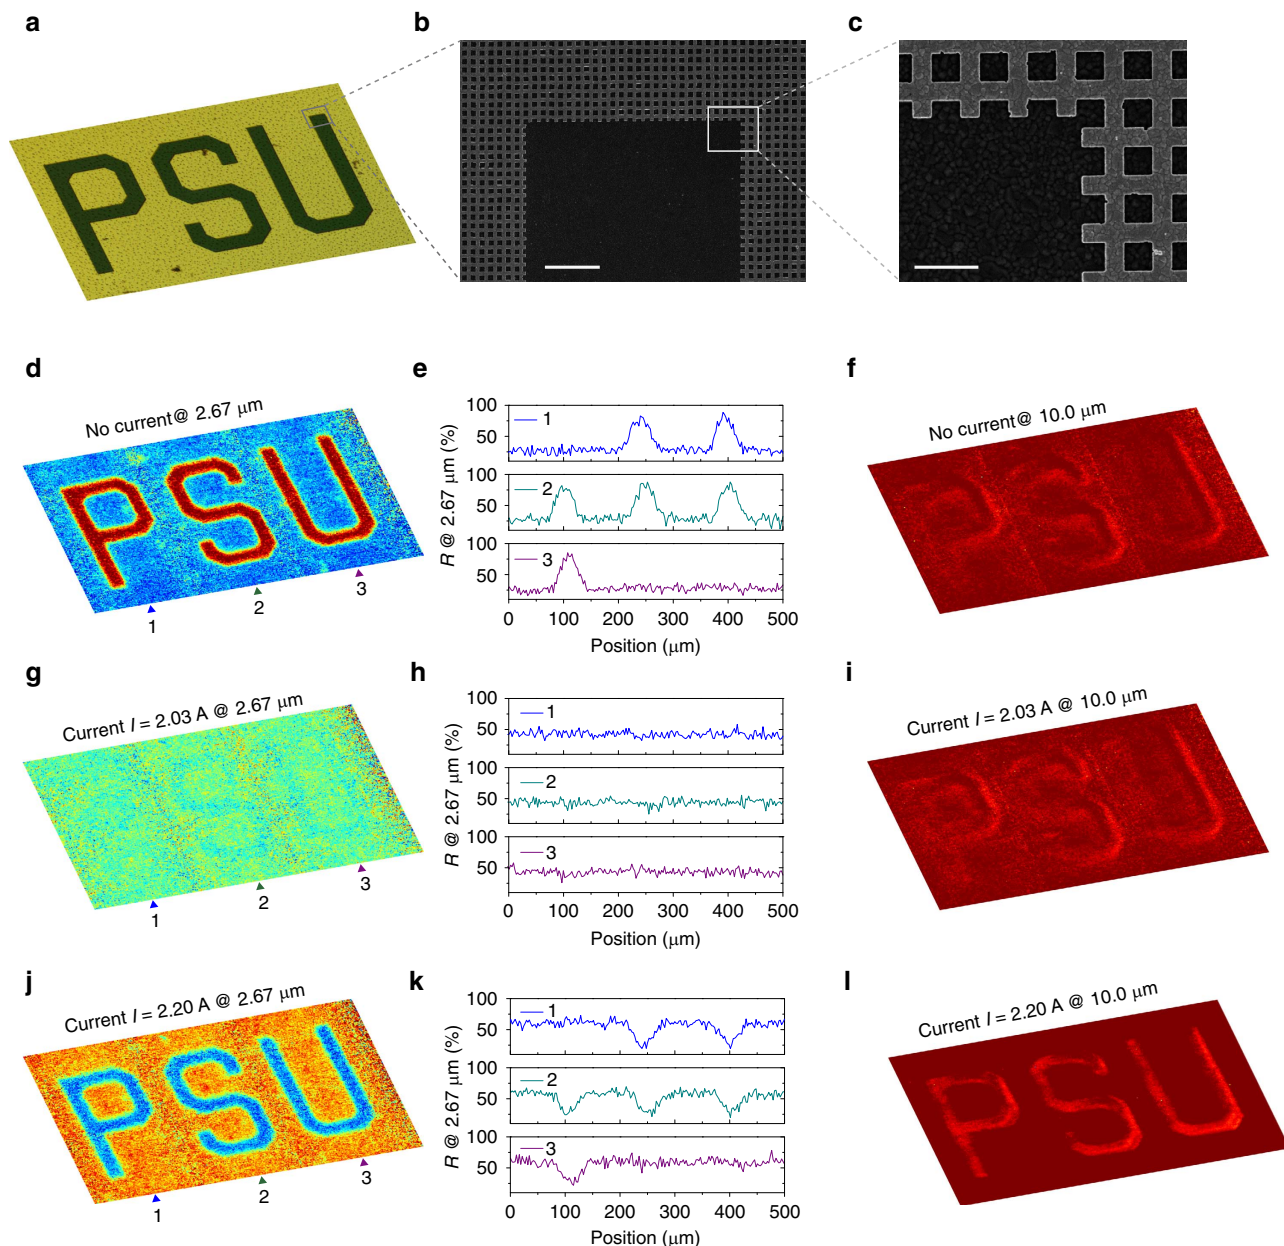 a
b
c
PSU
d
e
f
No current@ 2.67 μm
PSU
1
2
3
R @ 2.67 μm (%)
100
50
1
100
50
2
100
50
3
0 100 200 300 400 500
Position (μm)
No current@ 10.0 μm
PSU
g
h
i
Current I = 2.03 A @ 2.67 μm
1
2
3
R @ 2.67 μm (%)
100
50
1
100
50
2
100
50
3
0 100 200 300 400 500
Position (μm)
Current I = 2.03 A @ 10.0 μm
PSU
j
k
l
Current I = 2.20 A @ 2.67 μm
PSU
1
2
3
R @ 2.67 μm (%)
100
50
1
100
50
2
100
50
3
0 100 200 300 400 500
Position (μm)
Current I = 2.20 A @ 10.0 μm
PSU